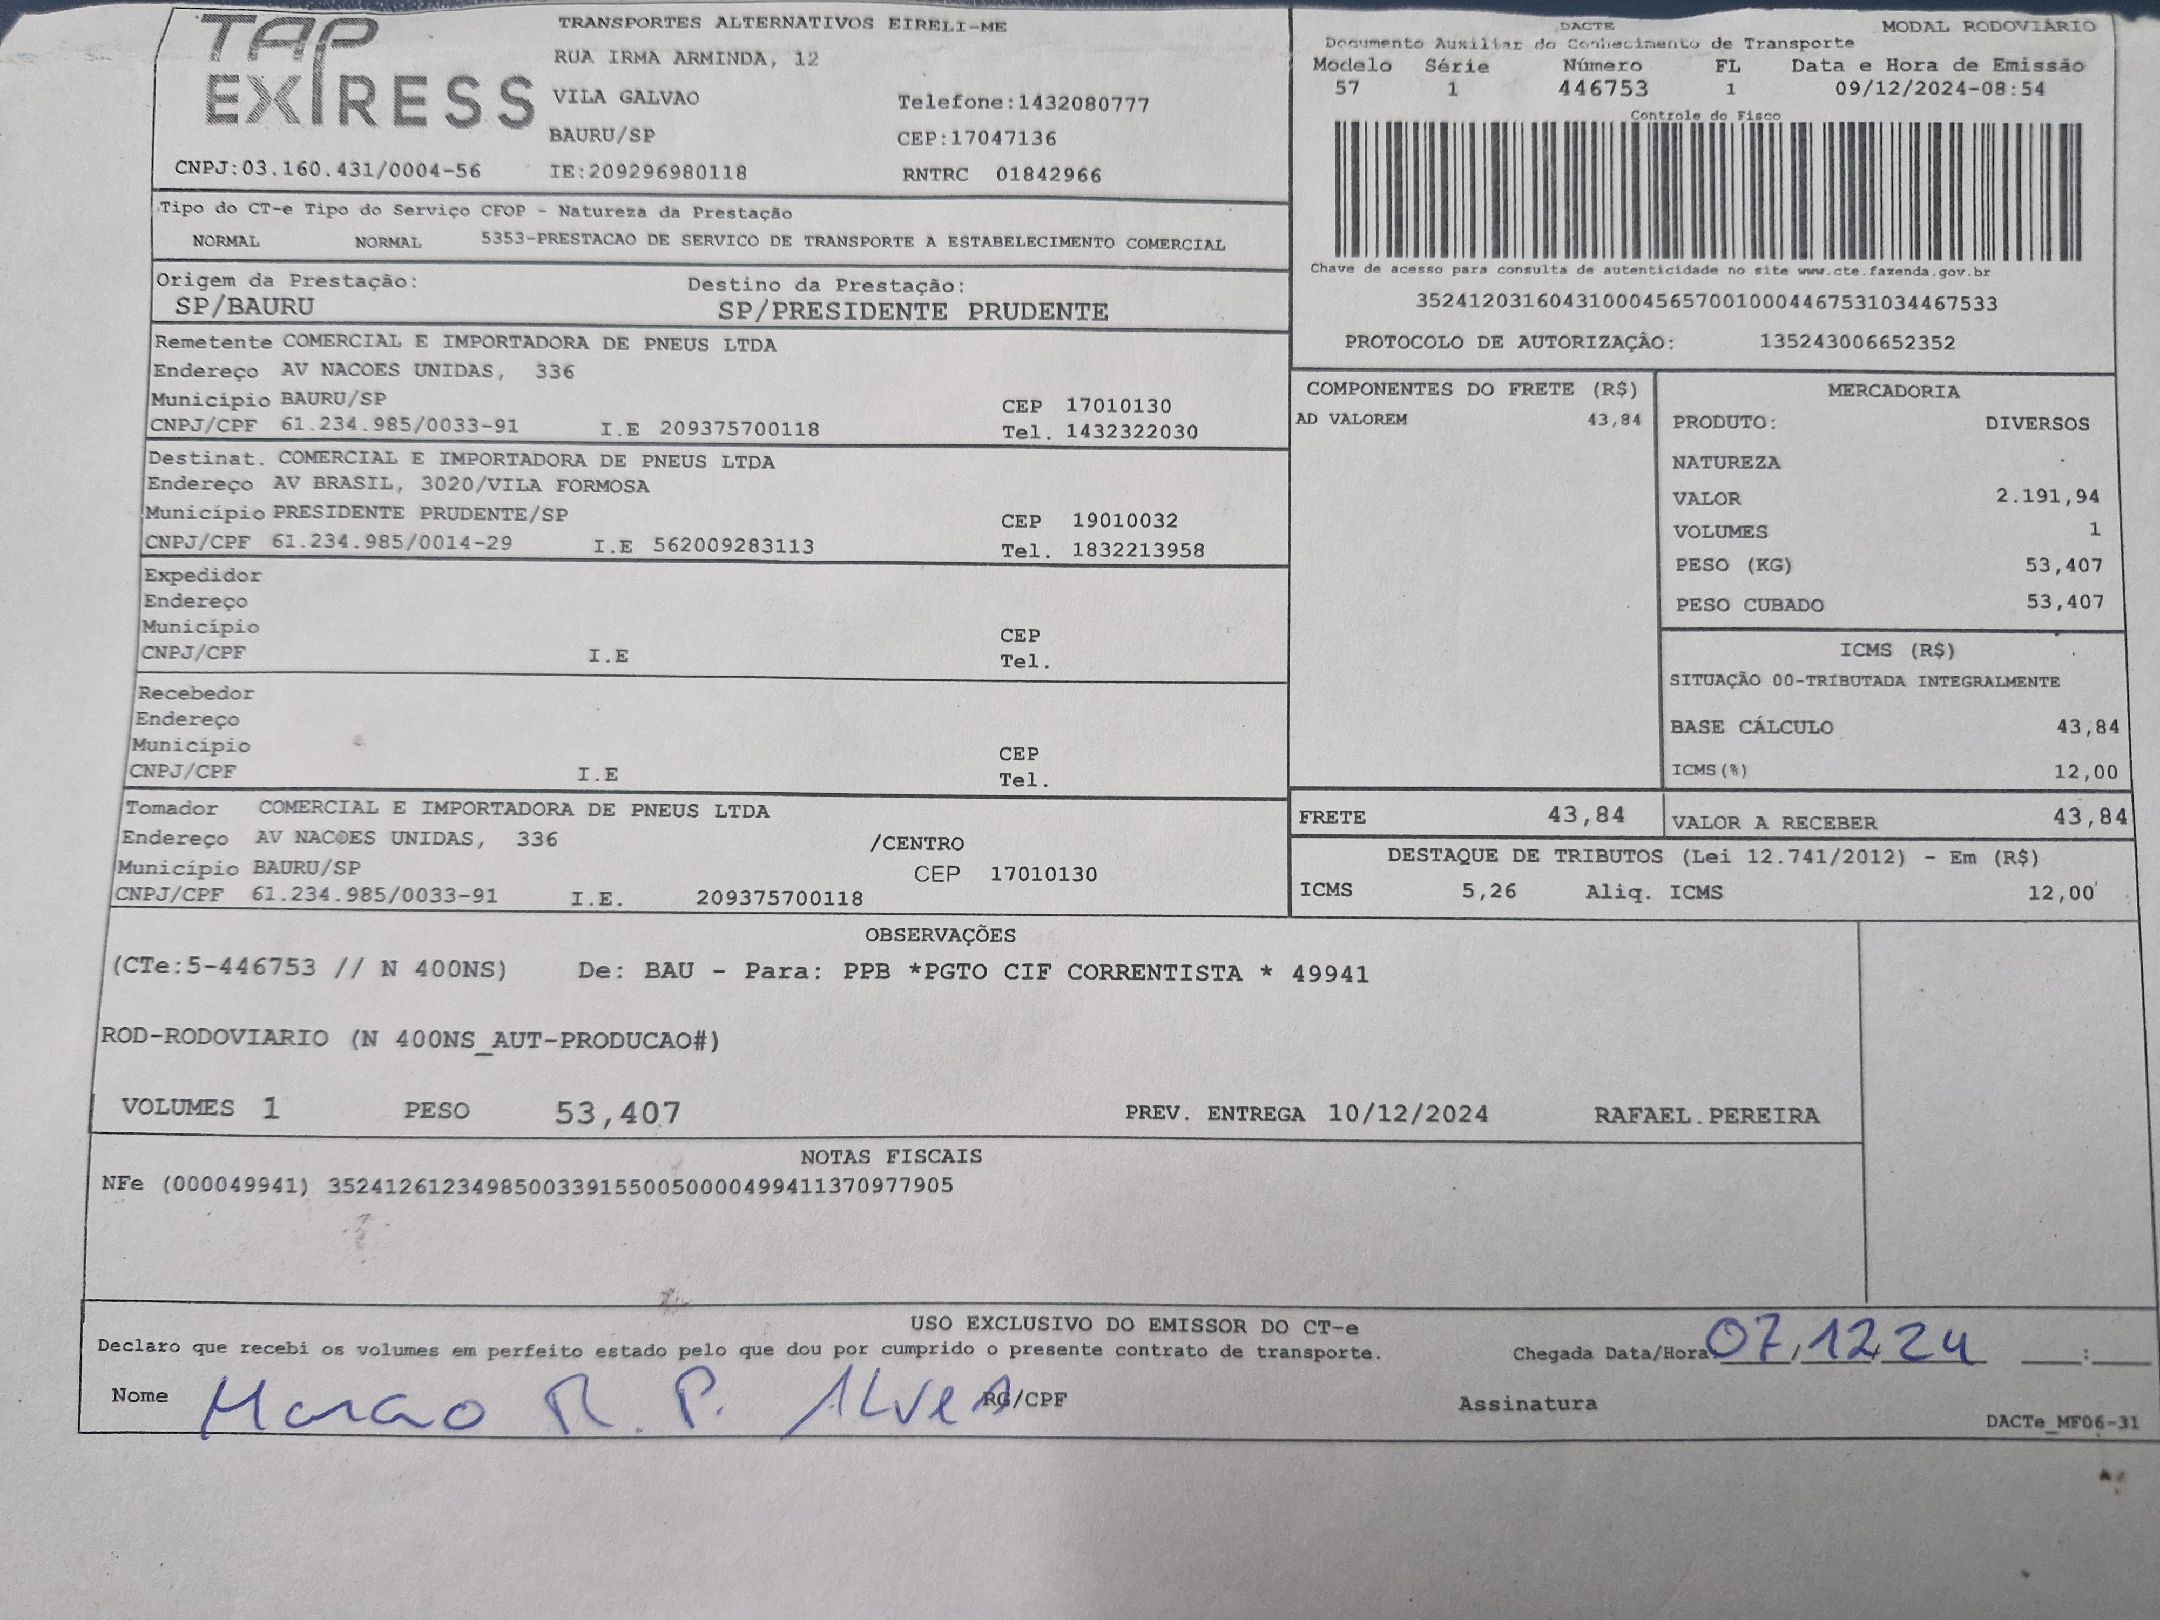 TAP EXPRESS
TRANSPORTES ALTERNATIVOS EIRELI-ME
RUA IRMA ARMINDA, 12
VILA GALVAO Telefone:1432080777
BAURU/SP CEP:17047136
CNPJ:03.160.431/0004-56 IE:209296980118 RNTRC 01842966
DACTE MODAL RODOVIÁRIO
Documento Auxiliar do Conhecimento de Transporte
Modelo Série Número FL Data e Hora de Emissão
57 1 446753 1 09/12/2024-08:54
Controle do Fisco
Chave de acesso para consulta de autenticidade no site www.cte.fazenda.gov.br
35241203160431000456570010004467531034467533
PROTOCOLO DE AUTORIZAÇÃO: 135243006652352
Tipo do CT-e Tipo do Serviço CFOP - Natureza da Prestação
NORMAL NORMAL 5353-PRESTACAO DE SERVICO DE TRANSPORTE A ESTABELECIMENTO COMERCIAL
Origem da Prestação: Destino da Prestação:
SP/BAURU SP/PRESIDENTE PRUDENTE
Remetente COMERCIAL E IMPORTADORA DE PNEUS LTDA
Endereço AV NACOES UNIDAS, 336
Município BAURU/SP CEP 17010130
CNPJ/CPF 61.234.985/0033-91 I.E 209375700118 Tel. 1432322030
Destinat. COMERCIAL E IMPORTADORA DE PNEUS LTDA
Endereço AV BRASIL, 3020/VILA FORMOSA
Município PRESIDENTE PRUDENTE/SP CEP 19010032
CNPJ/CPF 61.234.985/0014-29 I.E 562009283113 Tel. 1832213958
Expedidor
Endereço
Município CEP
CNPJ/CPF I.E Tel.
Recebedor
Endereço
Município CEP
CNPJ/CPF I.E Tel.
Tomador COMERCIAL E IMPORTADORA DE PNEUS LTDA
Endereço AV NACOES UNIDAS, 336 /CENTRO
Município BAURU/SP CEP 17010130
CNPJ/CPF 61.234.985/0033-91 I.E. 209375700118
COMPONENTES DO FRETE (R$)
AD VALOREM 43,84
MERCADORIA
PRODUTO: DIVERSOS
NATUREZA
VALOR 2.191,94
VOLUMES 1
PESO (KG) 53,407
PESO CUBADO 53,407
ICMS (R$)
SITUAÇÃO 00-TRIBUTADA INTEGRALMENTE
BASE CÁLCULO 43,84
ICMS(%) 12,00
FRETE 43,84 VALOR A RECEBER 43,84
DESTAQUE DE TRIBUTOS (Lei 12.741/2012) - Em (R$)
ICMS 5,26 Aliq. ICMS 12,00
OBSERVAÇÕES
(CTe:5-446753 // N 400NS) De: BAU - Para: PPB *PGTO CIF CORRENTISTA * 49941
ROD-RODOVIARIO (N 400NS_AUT-PRODUCAO#)
VOLUMES 1 PESO 53,407 PREV. ENTREGA 10/12/2024 RAFAEL.PEREIRA
NOTAS FISCAIS
NFe (000049941) 35241261234985003391550050000499411370977905
USO EXCLUSIVO DO EMISSOR DO CT-e
Declaro que recebi os volumes em perfeito estado pelo que dou por cumprido o presente contrato de transporte. Chegada Data/Hora 07/12 24 ___:___
Nome R. P. Alves RG/CPF Assinatura
DACTe_MF06-31